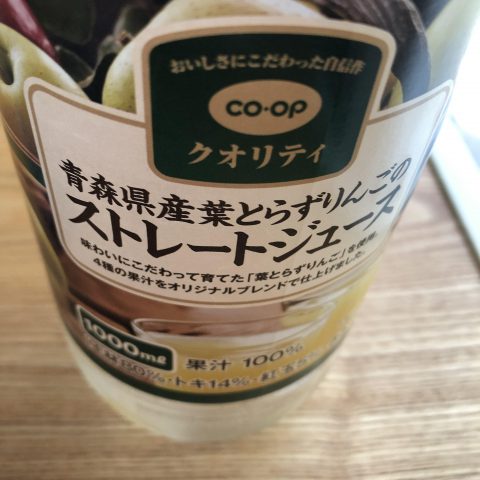 おいしさにこだわった自信作
CO・OP
クオリティ
青森県産葉とらずりんごの
ストレートジュース
味わいにこだわって育てた「葉とらずりんご」を使用。
4種の果汁をオリジナルブレンドで仕上げました。
1000ml
果汁 100%
トキ14%・紅玉